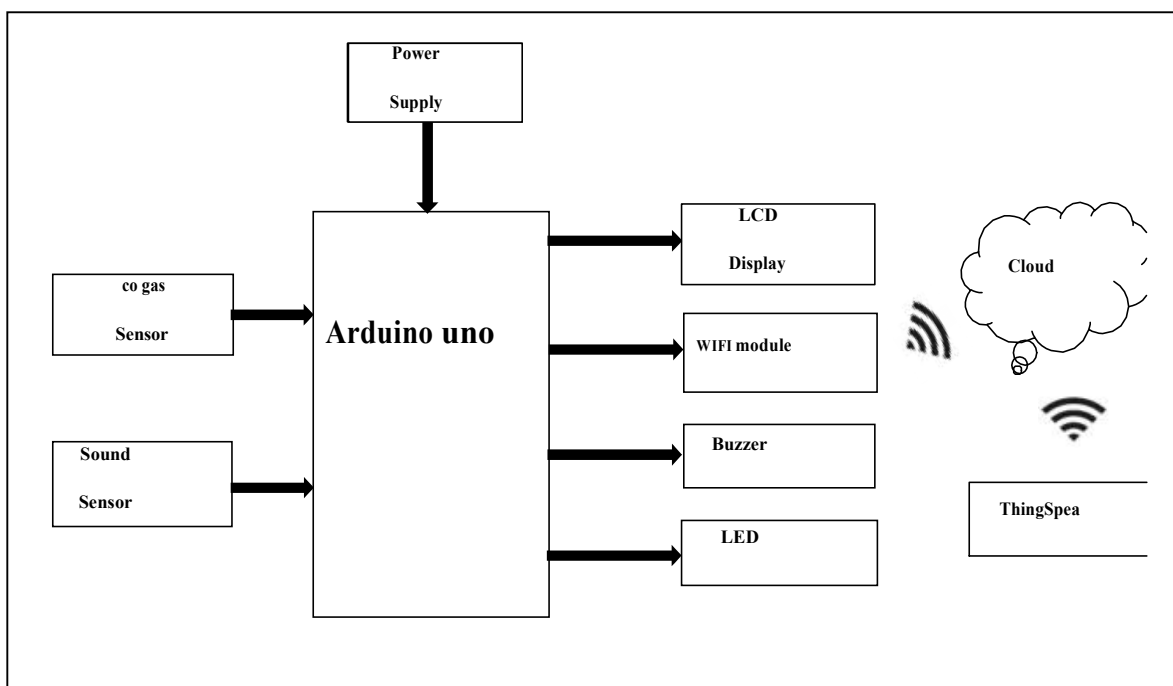 Power
Supply
LCD
Display
Cloud
co gas
Sensor
Arduino uno
WIFI module
Sound
Sensor
Buzzer
ThingSpea
LED